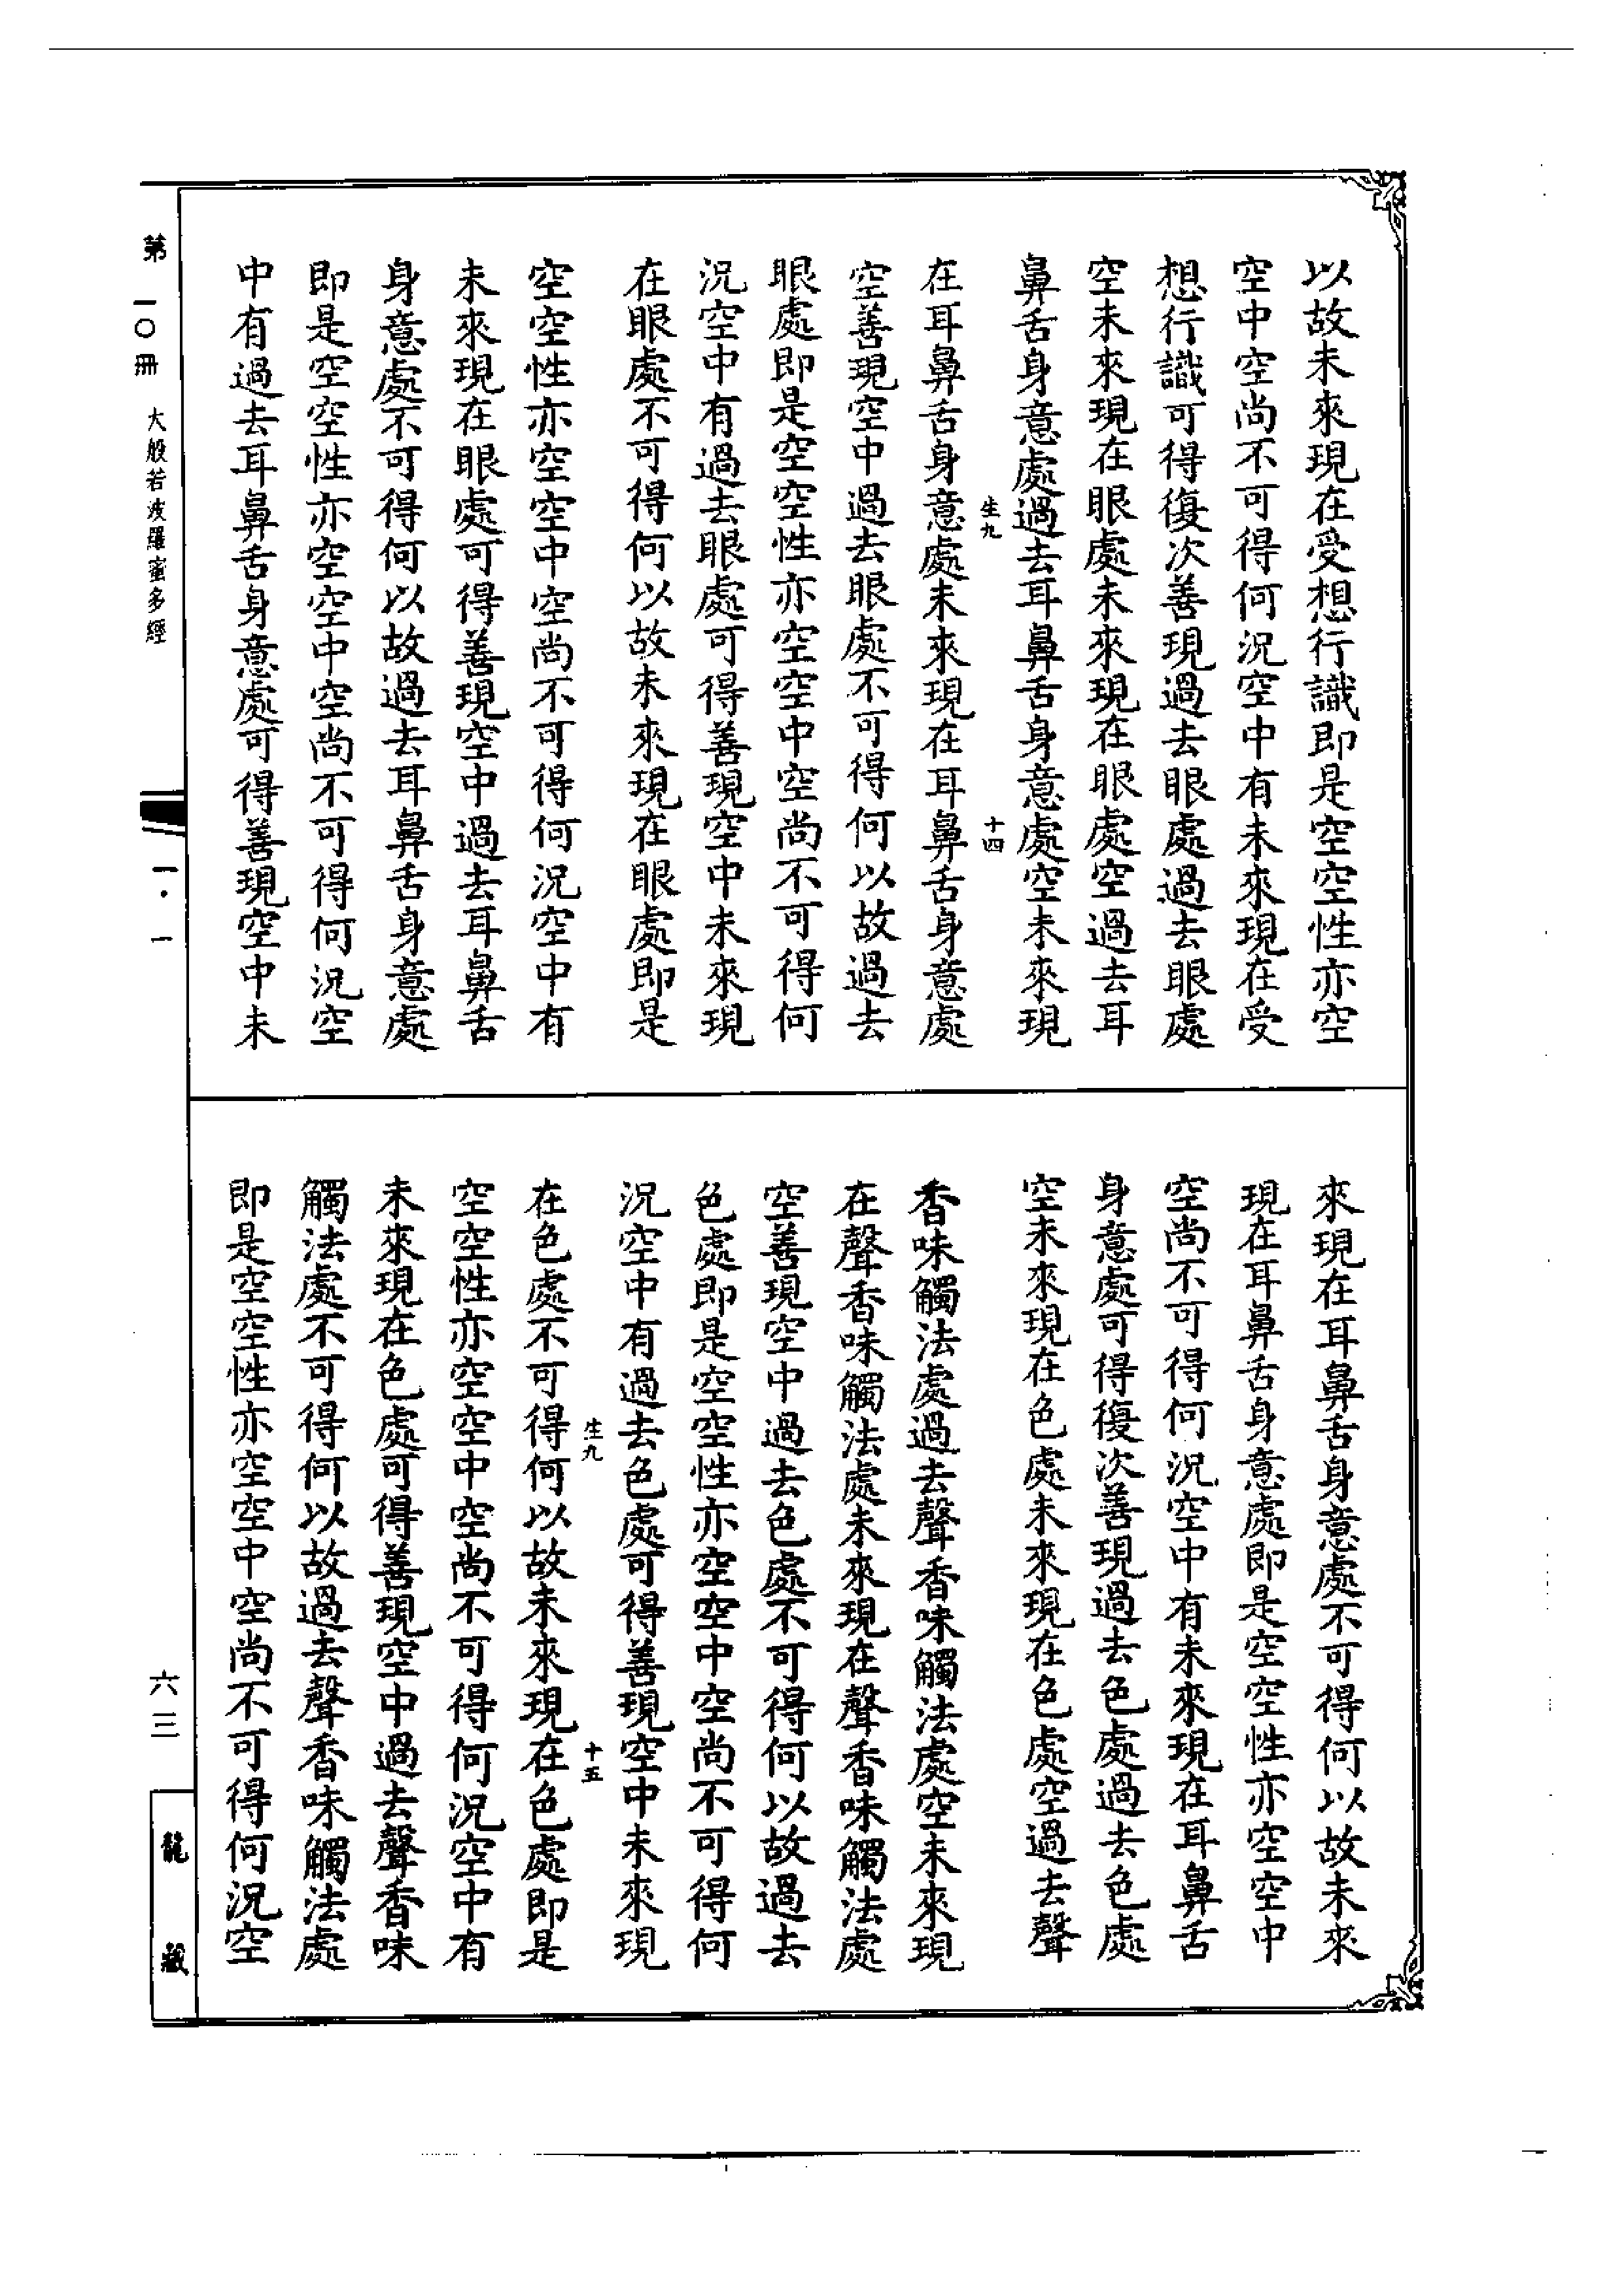 以故未來現在受想行識即是空空性亦空
空中空尚不可得何況空中有未來現在受
想行識可得復次善現過去眼處過去眼處
空未來現在眼處未來現在眼處空過去耳
鼻舌身意處過去耳鼻舌身意處空未來現
生九 十四
在耳鼻舌身意處未來現在耳鼻舌身意處
空善現空中過去眼處不可得何以故過去
眼處即是空空性亦空空中空尚不可得何
況空中有過去眼處可得善現空中未來現
在眼處不可得何以故未來現在眼處即是
空空性亦空空中空尚不可得何況空中有
未來現在眼處可得善現空中過去耳鼻舌
身意處不可得何以故過去耳鼻舌身意處
即是空空性亦空空中空尚不可得何況空
中有過去耳鼻舌身意處可得善現空中未
來現在耳鼻舌身意處不可得何以故未來
現在耳鼻舌身意處即是空空性亦空空中
空尚不可得何況空中有未來現在耳鼻舌
身意處可得復次善現過去色處過去色處
空未來現在色處未來現在色處空過去聲
香味觸法處過去聲香味觸法處空未來現
在聲香味觸法處未來現在聲香味觸法處
空善現空中過去色處不可得何以故過去
色處即是空空性亦空空中空尚不可得何
況空中有過去色處可得善現空中未來現
生九 十五
在色處不可得何以故未來現在色處即是
空空性亦空空中空尚不可得何況空中有
未來現在色處可得善現空中過去聲香味
觸法處不可得何以故過去聲香味觸法處
即是空空性亦空空中空尚不可得何況空
第一〇冊 大般若波羅蜜多經 一·一 六三 龍藏